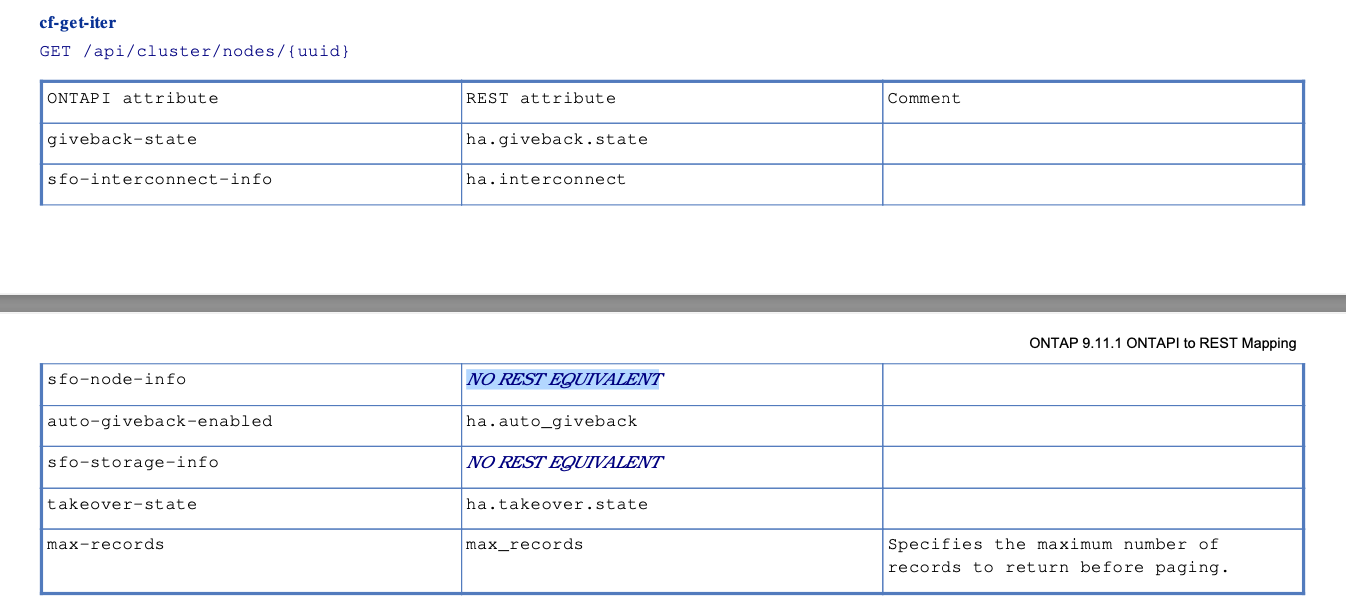 cf-get-iter
GET /api/cluster/nodes/{uuid}
ONTAPI attribute REST attribute Comment
giveback-state ha.giveback.state
sfo-interconnect-info ha.interconnect
ONTAP 9.11.1 ONTAPI to REST Mapping
sfo-node-info NO REST EQUIVALENT
auto-giveback-enabled ha.auto_giveback
sfo-storage-info NO REST EQUIVALENT
takeover-state ha.takeover.state
max-records max_records Specifies the maximum number of
records to return before paging.